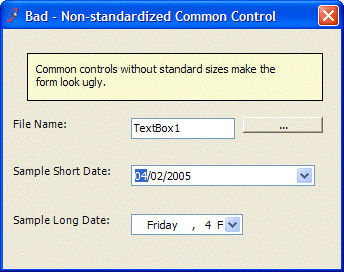 Bad - Non-standardized Common Control
Common controls without standard sizes make the
form look ugly.
File Name: TextBox1 ...
Sample Short Date: 04/02/2005
Sample Long Date: Friday , 4 F